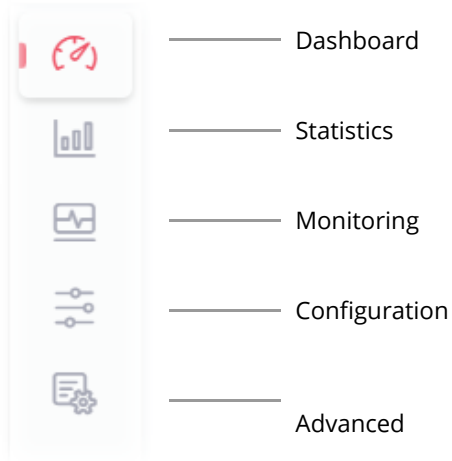 Dashboard
Statistics
Monitoring
Configuration
Advanced